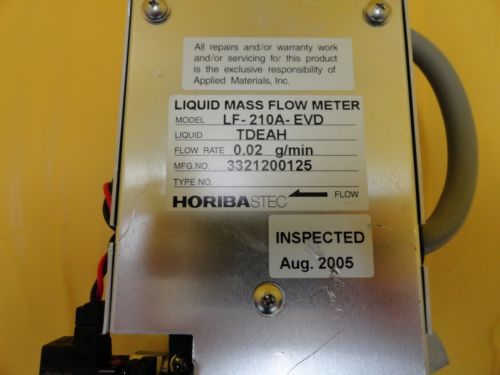 All repairs and/or warranty work
and/or servicing for this product
is the exclusive responsibility of
Applied Materials, Inc.
LIQUID MASS FLOW METER
MODEL LF-210A-EVD
LIQUID TDEAH
FLOW RATE 0.02 g/min
MFG.NO. 3321200125
TYPE NO.
HORIBASTEC FLOW
INSPECTED
Aug. 2005